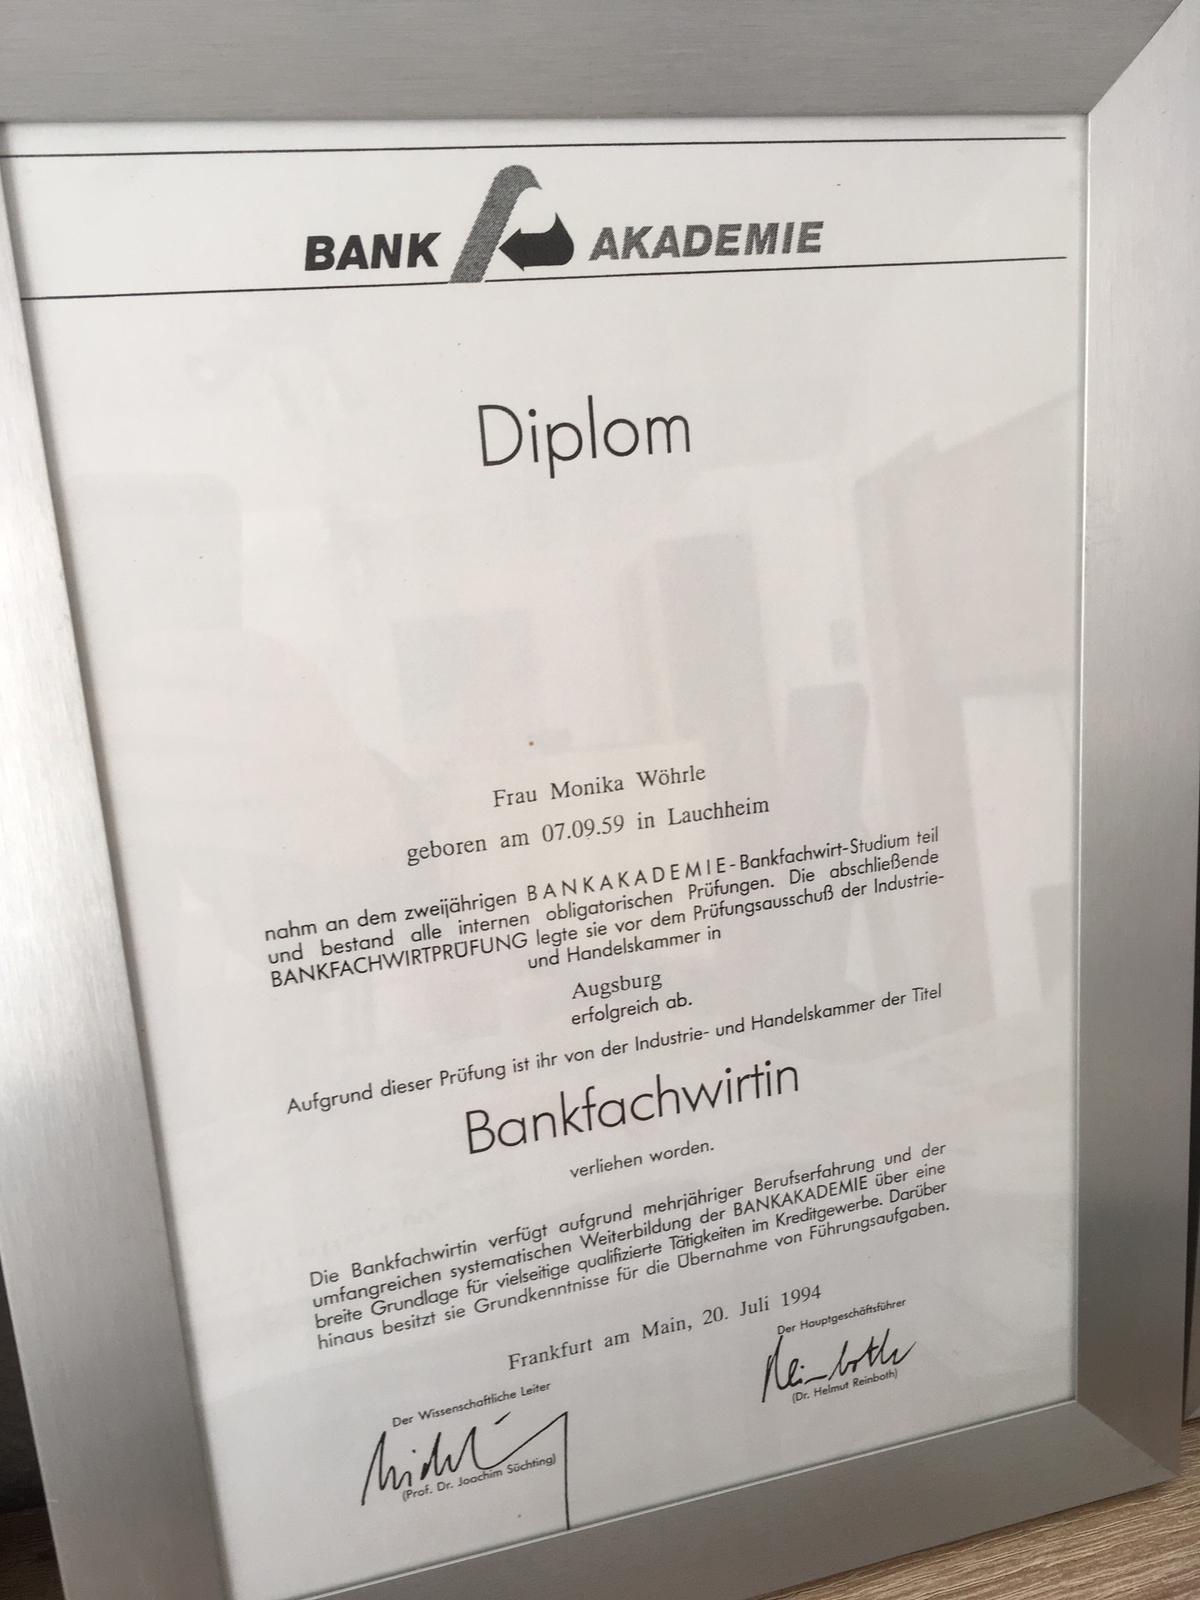 BANK AKADEMIE
Diplom
Frau Monika Wöhrle
geboren am 07.09.59 in Lauchheim
nahm an dem zweijährigen BANKAKADEMIE-Bankfachwirt-Studium teil
und bestand alle internen obligatorischen Prüfungen. Die abschließende
BANKFACHWIRTPRÜFUNG legte sie vor dem Prüfungsausschuß der Industrie-
und Handelskammer in
Augsburg
erfolgreich ab.
Aufgrund dieser Prüfung ist ihr von der Industrie- und Handelskammer der Titel
Bankfachwirtin
verliehen worden.
Die Bankfachwirtin verfügt aufgrund mehrjähriger Berufserfahrung und der
umfangreichen systematischen Weiterbildung der BANKAKADEMIE über eine
breite Grundlage für vielseitige qualifizierte Tätigkeiten im Kreditgewerbe. Darüber
hinaus besitzt sie Grundkenntnisse für die Übernahme von Führungsaufgaben.
Frankfurt am Main, 20. Juli 1994
Der Wissenschaftliche Leiter
(Prof. Dr. Joachim Süchting)
Der Hauptgeschäftsführer
Reinboth
(Dr. Helmut Reinboth)